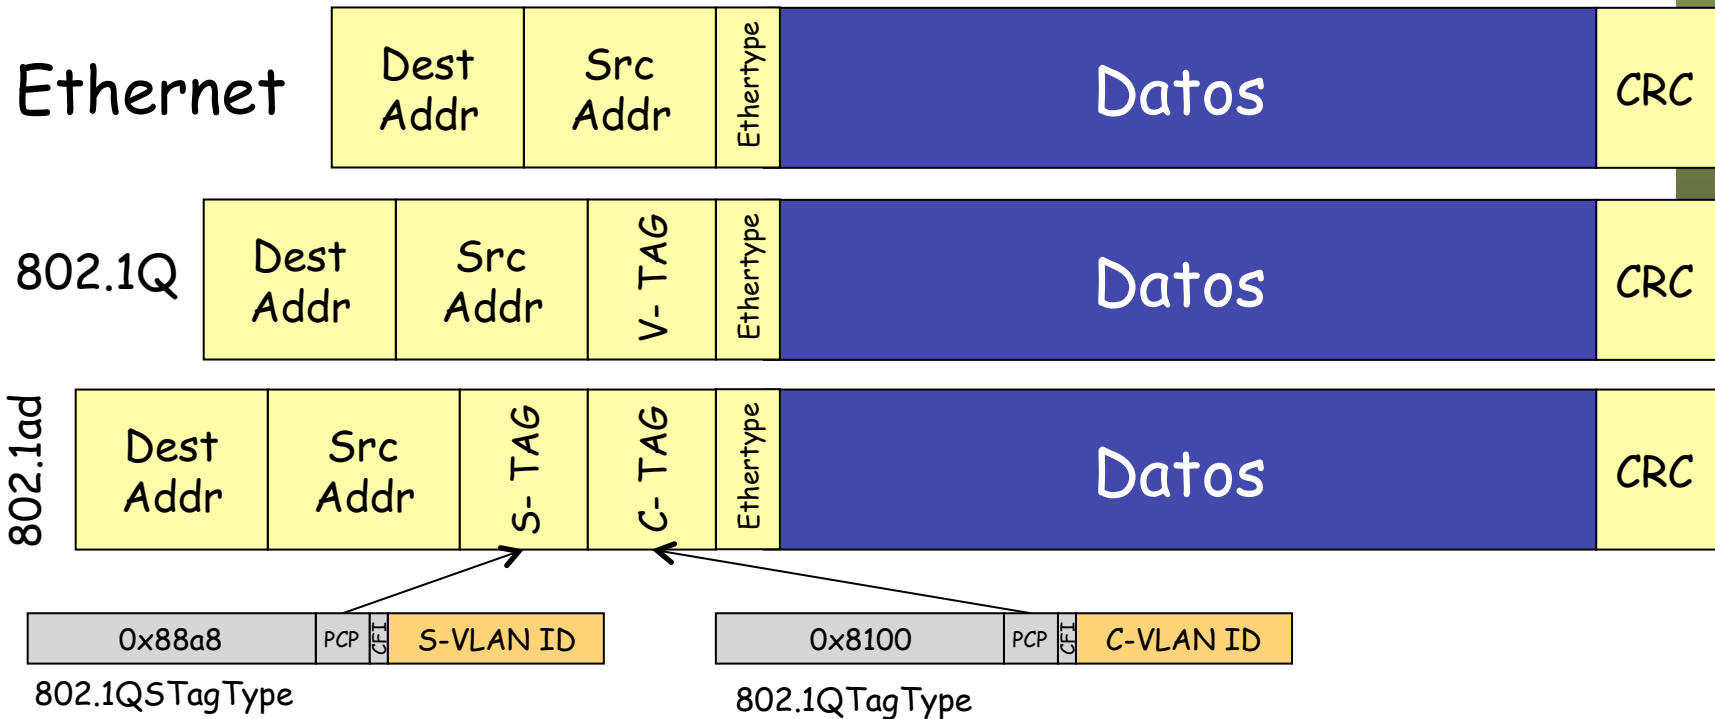 Ethernet
Dest
Addr
Src
Addr
Ethertype
Datos
CRC
802.1Q
Dest
Addr
Src
Addr
V- TAG
Ethertype
Datos
CRC
802.1ad
Dest
Addr
Src
Addr
S- TAG
C- TAG
Ethertype
Datos
CRC
0x88a8
PCP
CFI
S-VLAN ID
0x8100
PCP
CFI
C-VLAN ID
802.1QSTagType
802.1QTagType